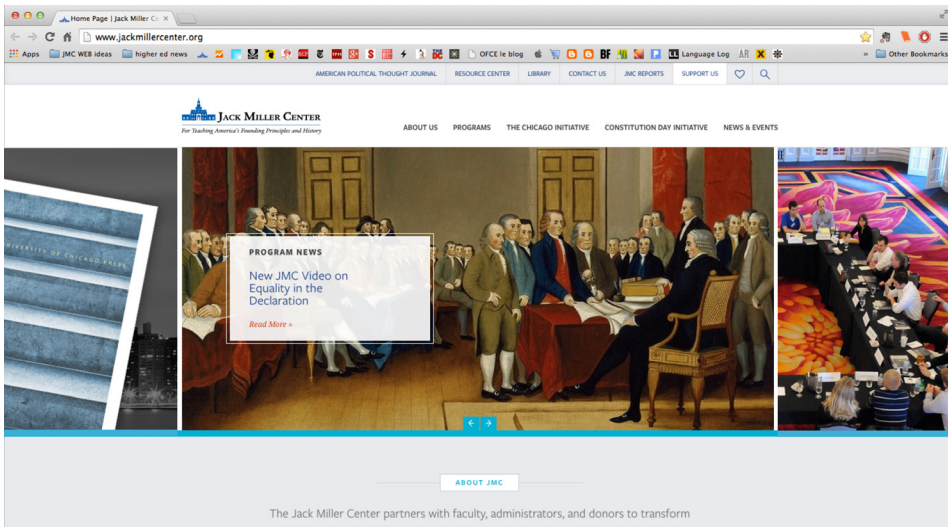 Home Page | Jack Miller Ce
www.jackmillercenter.org
Apps JMC WEB ideas higher ed news OFCE le blog BF Language Log AR Other Bookmarks
AMERICAN POLITICAL THOUGHT JOURNAL RESOURCE CENTER LIBRARY CONTACT US JMC REPORTS SUPPORT US
JACK MILLER CENTER
For Teaching America's Founding Principles and History
ABOUT US PROGRAMS THE CHICAGO INITIATIVE CONSTITUTION DAY INITIATIVE NEWS & EVENTS
UNIVERSITY OF CHICAGO PRESS
PROGRAM NEWS
New JMC Video on
Equality in the
Declaration
Read More »
ABOUT JMC
The Jack Miller Center partners with faculty, administrators, and donors to transform